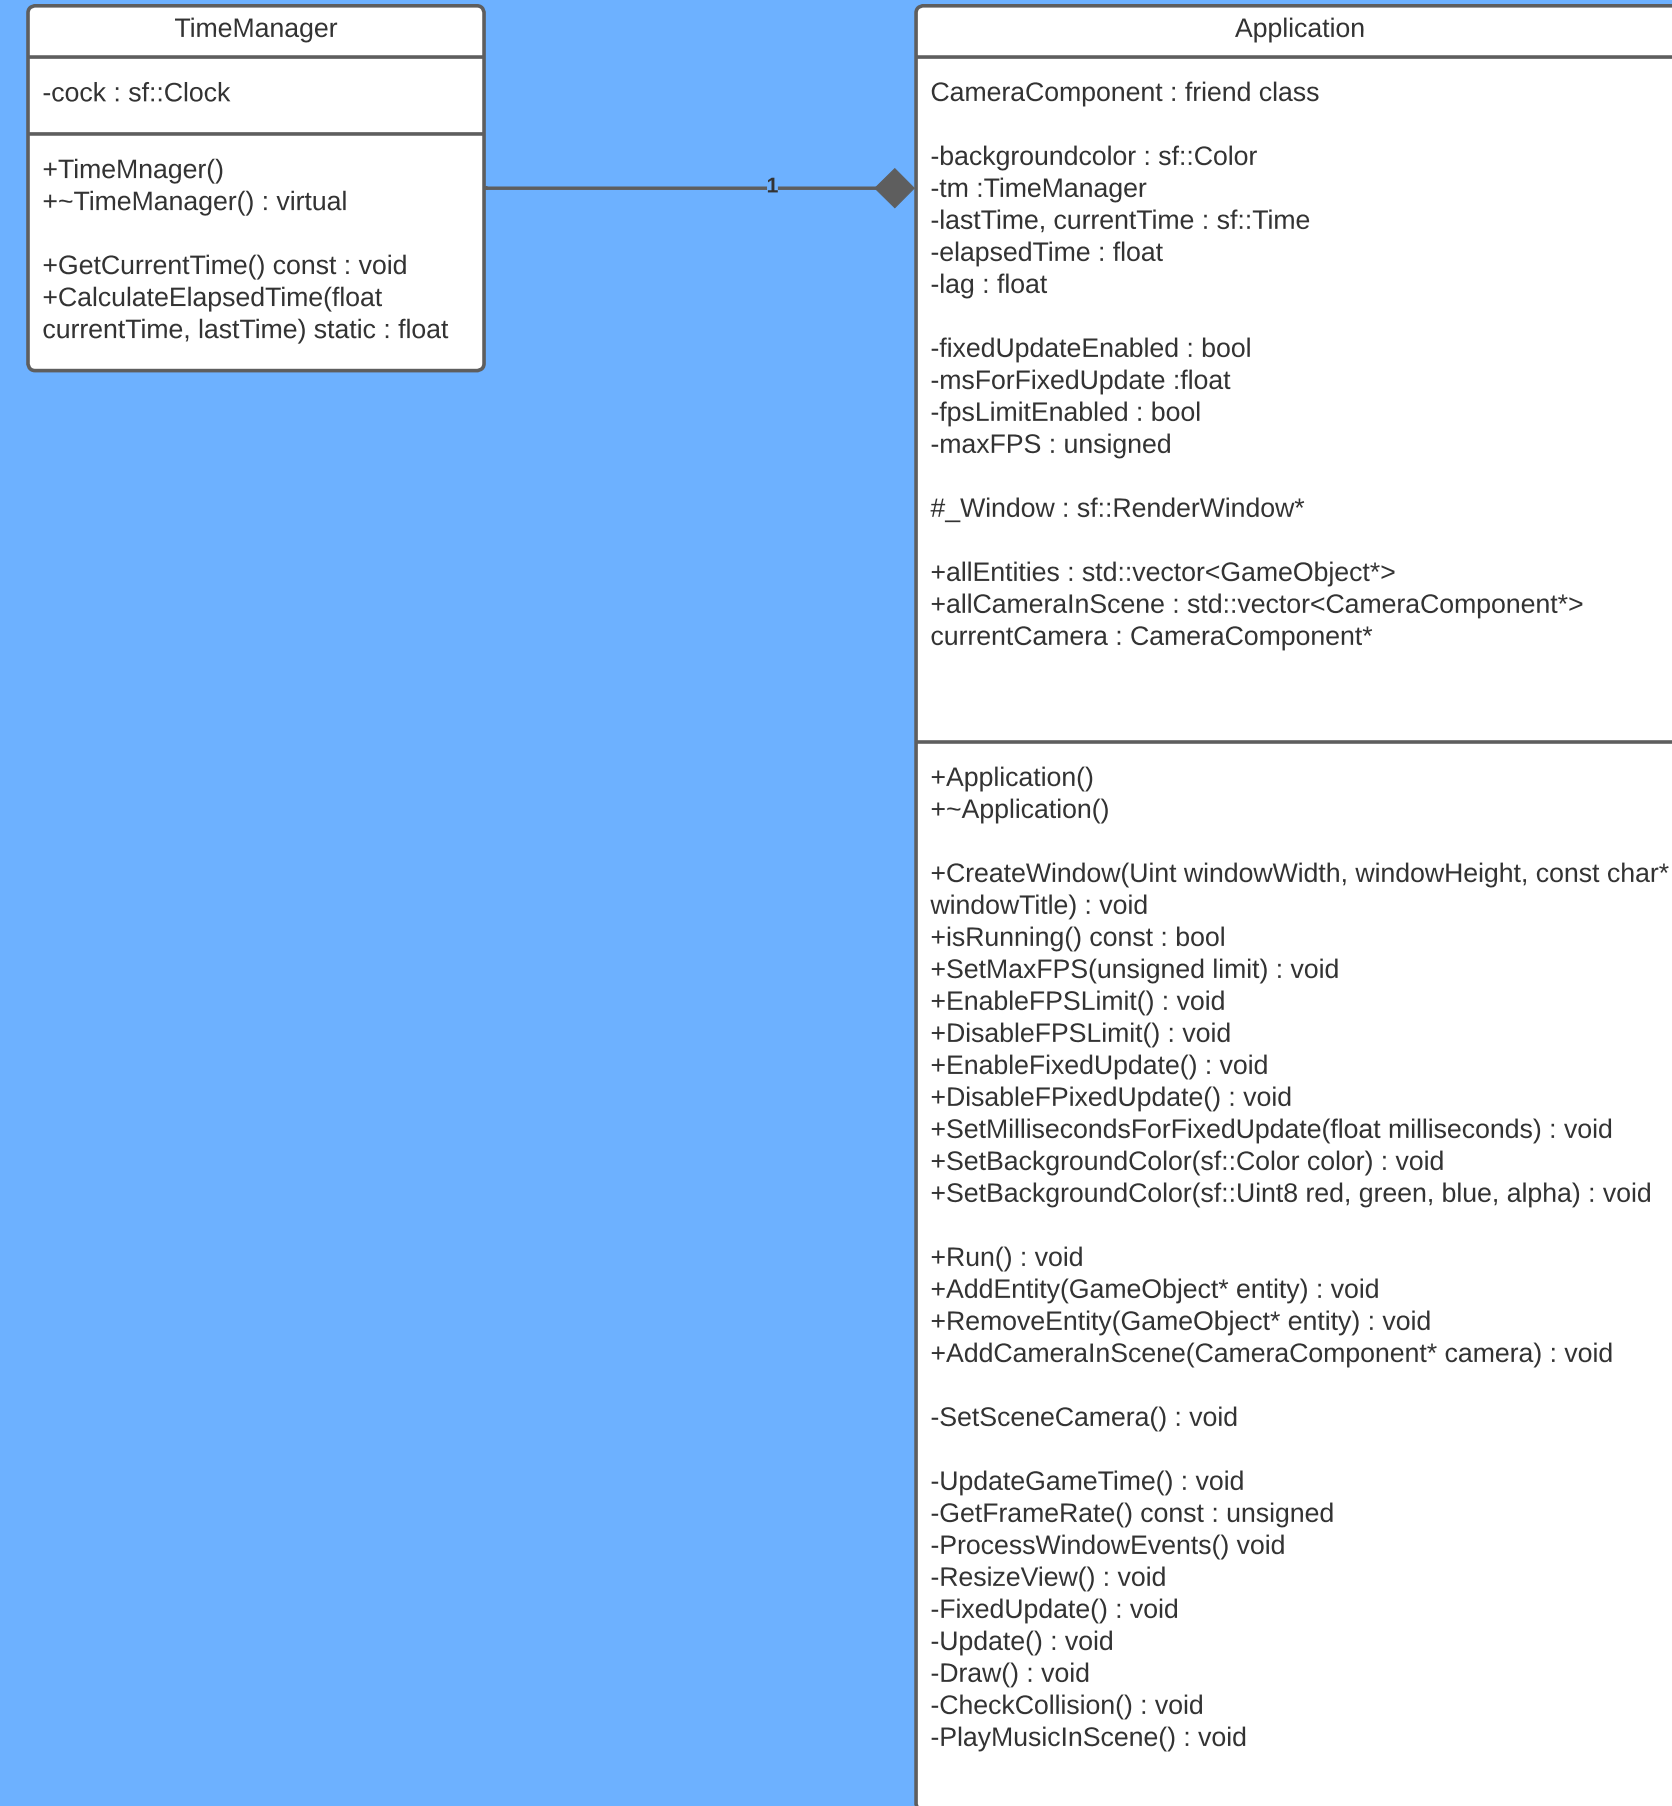 TimeManager
-cock : sf::Clock
+TimeMnager()
+~TimeManager() : virtual
+GetCurrentTime() const : void
+CalculateElapsedTime(float
currentTime, lastTime) static : float
1
Application
CameraComponent : friend class
-backgroundcolor : sf::Color
-tm :TimeManager
-lastTime, currentTime : sf::Time
-elapsedTime : float
-lag : float
-fixedUpdateEnabled : bool
-msForFixedUpdate :float
-fpsLimitEnabled : bool
-maxFPS : unsigned
#_Window : sf::RenderWindow*
+allEntities : std::vector<GameObject*>
+allCameraInScene : std::vector<CameraComponent*>
currentCamera : CameraComponent*
+Application()
+~Application()
+CreateWindow(Uint windowWidth, windowHeight, const char*
windowTitle) : void
+isRunning() const : bool
+SetMaxFPS(unsigned limit) : void
+EnableFPSLimit() : void
+DisableFPSLimit() : void
+EnableFixedUpdate() : void
+DisableFPixedUpdate() : void
+SetMillisecondsForFixedUpdate(float milliseconds) : void
+SetBackgroundColor(sf::Color color) : void
+SetBackgroundColor(sf::Uint8 red, green, blue, alpha) : void
+Run() : void
+AddEntity(GameObject* entity) : void
+RemoveEntity(GameObject* entity) : void
+AddCameraInScene(CameraComponent* camera) : void
-SetSceneCamera() : void
-UpdateGameTime() : void
-GetFrameRate() const : unsigned
-ProcessWindowEvents() void
-ResizeView() : void
-FixedUpdate() : void
-Update() : void
-Draw() : void
-CheckCollision() : void
-PlayMusicInScene() : void